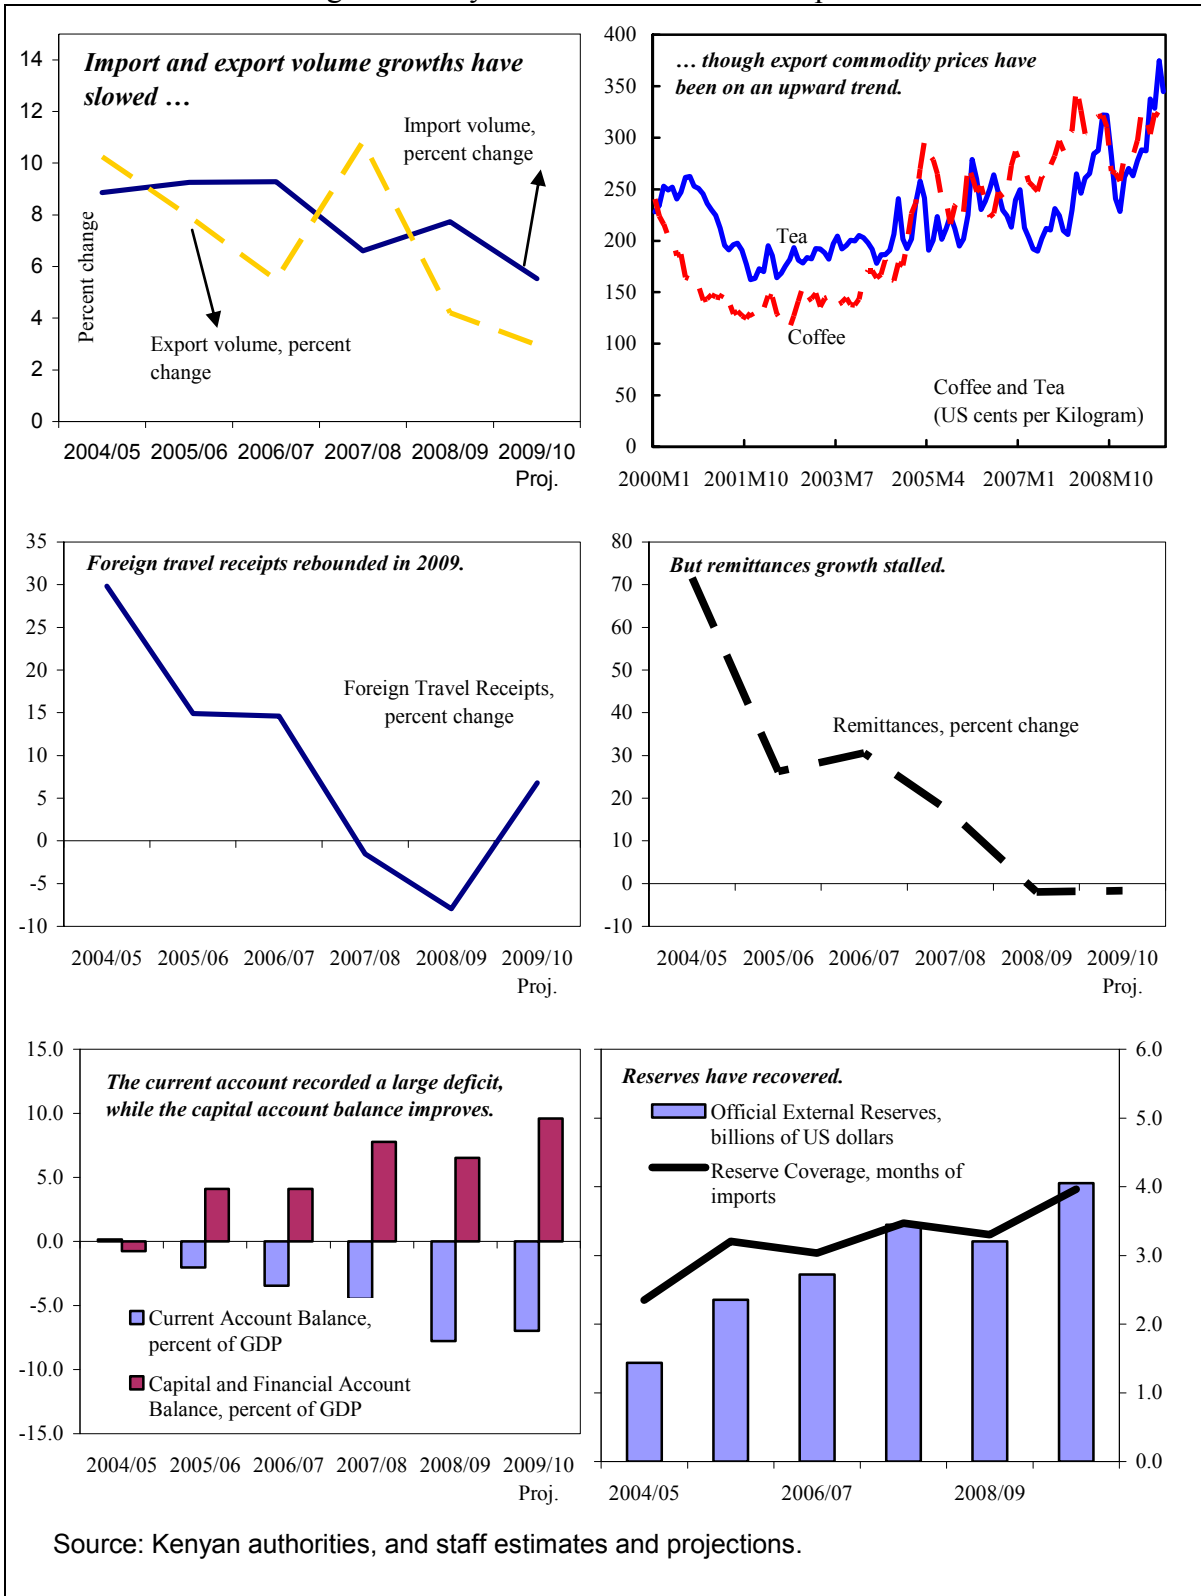 14
12
10
8
6
4
2
0
Percent change
Import and export volume growths have
slowed …
Import volume,
percent change
Export volume, percent
change
2004/05 2005/06 2006/07 2007/08 2008/09 2009/10
Proj.
400
350
300
250
200
150
100
50
0
… though export commodity prices have
been on an upward trend.
Tea
Coffee
Coffee and Tea
(US cents per Kilogram)
2000M1 2001M10 2003M7 2005M4 2007M1 2008M10
35
30
25
20
15
10
5
0
-5
-10
Foreign travel receipts rebounded in 2009.
Foreign Travel Receipts,
percent change
2004/05 2005/06 2006/07 2007/08 2008/09 2009/10
Proj.
80
70
60
50
40
30
20
10
0
-10
But remittances growth stalled.
Remittances, percent change
2004/05 2005/06 2006/07 2007/08 2008/09 2009/10
Proj.
15.0
10.0
5.0
0.0
-5.0
-10.0
-15.0
The current account recorded a large deficit,
while the capital account balance improves.
Current Account Balance,
percent of GDP
Capital and Financial Account
Balance, percent of GDP
2004/05 2005/06 2006/07 2007/08 2008/09 2009/10
Proj.
Reserves have recovered.
Official External Reserves,
billions of US dollars
Reserve Coverage, months of
imports
6.0
5.0
4.0
3.0
2.0
1.0
0.0
2004/05 2006/07 2008/09
Source: Kenyan authorities, and staff estimates and projections.